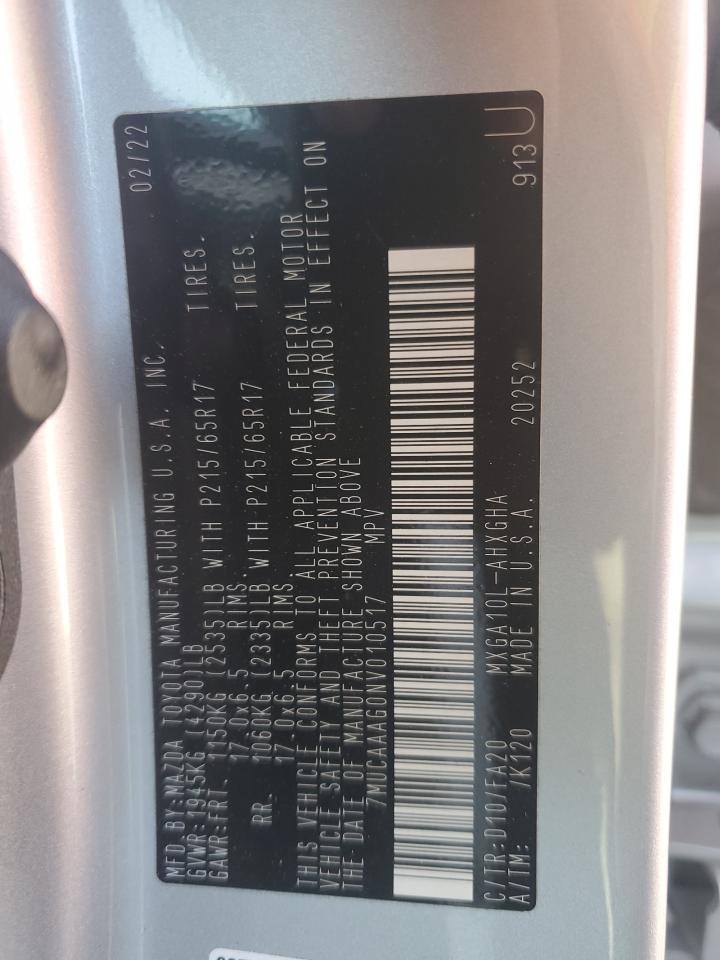 MFD.BY:MAZDA TOYOTA MANUFACTURING U.S.A. INC. 02/22
GVWR:1945KG (4290)LB
GAWR:FRT. 1150KG (2535)LB WITH P215/65R17 TIRES.
17.0x6.5 RIMS.
RR. 1060KG (2335)LB WITH P215/65R17 TIRES.
17.0x6.5 RIMS.
THIS VEHICLE CONFORMS TO ALL APPLICABLE FEDERAL MOTOR
VEHICLE SAFETY AND THEFT PREVENTION STANDARDS IN EFFECT ON
THE DATE OF MANUFACTURE SHOWN ABOVE
7MUCAAAG0NV010517 MPV
C/TR:D10/FA20 MXGA10L-AHXGHA 913 U
A/TM: /K120 MADE IN U.S.A. 20252